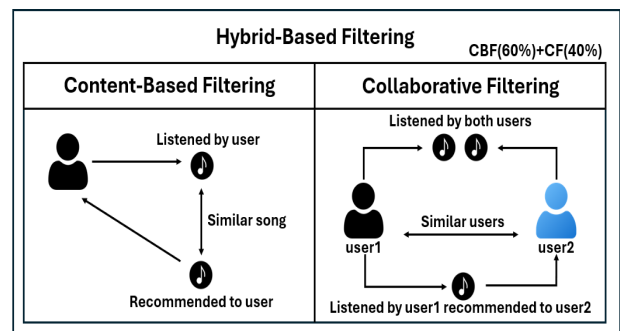 Hybrid-Based Filtering
CBF(60%)+CF(40%)
Content-Based Filtering
Listened by user
Similar song
Recommended to user
Collaborative Filtering
Listened by both users
Similar users
user1
user2
Listened by user1 recommended to user2